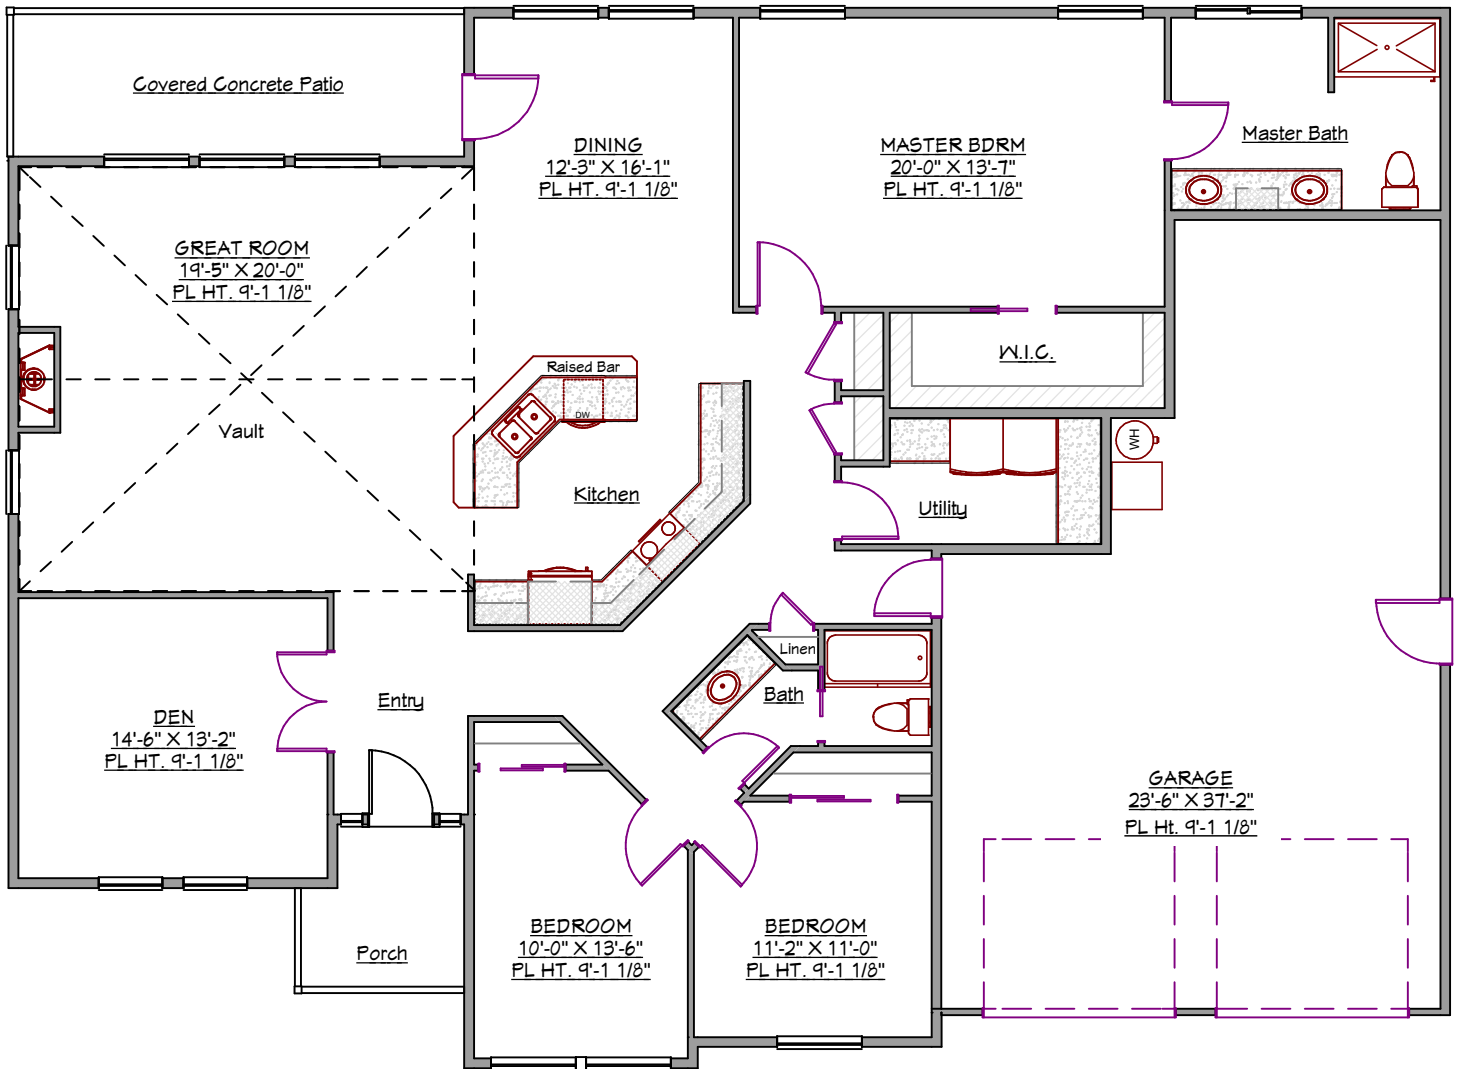 Covered Concrete Patio
DINING
12'-3" X 16'-1"
PL HT. 9'-1 1/8"
MASTER BDRM
20'-0" X 13'-7"
PL HT. 9'-1 1/8"
Master Bath
GREAT ROOM
19'-5" X 20'-0"
PL HT. 9'-1 1/8"
Vault
Raised Bar
DW
Kitchen
W.I.C.
WH
Utility
Linen
Bath
Entry
DEN
14'-6" X 13'-2"
PL HT. 9'-1 1/8"
GARAGE
23'-6" X 37'-2"
PL Ht. 9'-1 1/8"
Porch
BEDROOM
10'-0" X 13'-6"
PL HT. 9'-1 1/8"
BEDROOM
11'-2" X 11'-0"
PL HT. 9'-1 1/8"